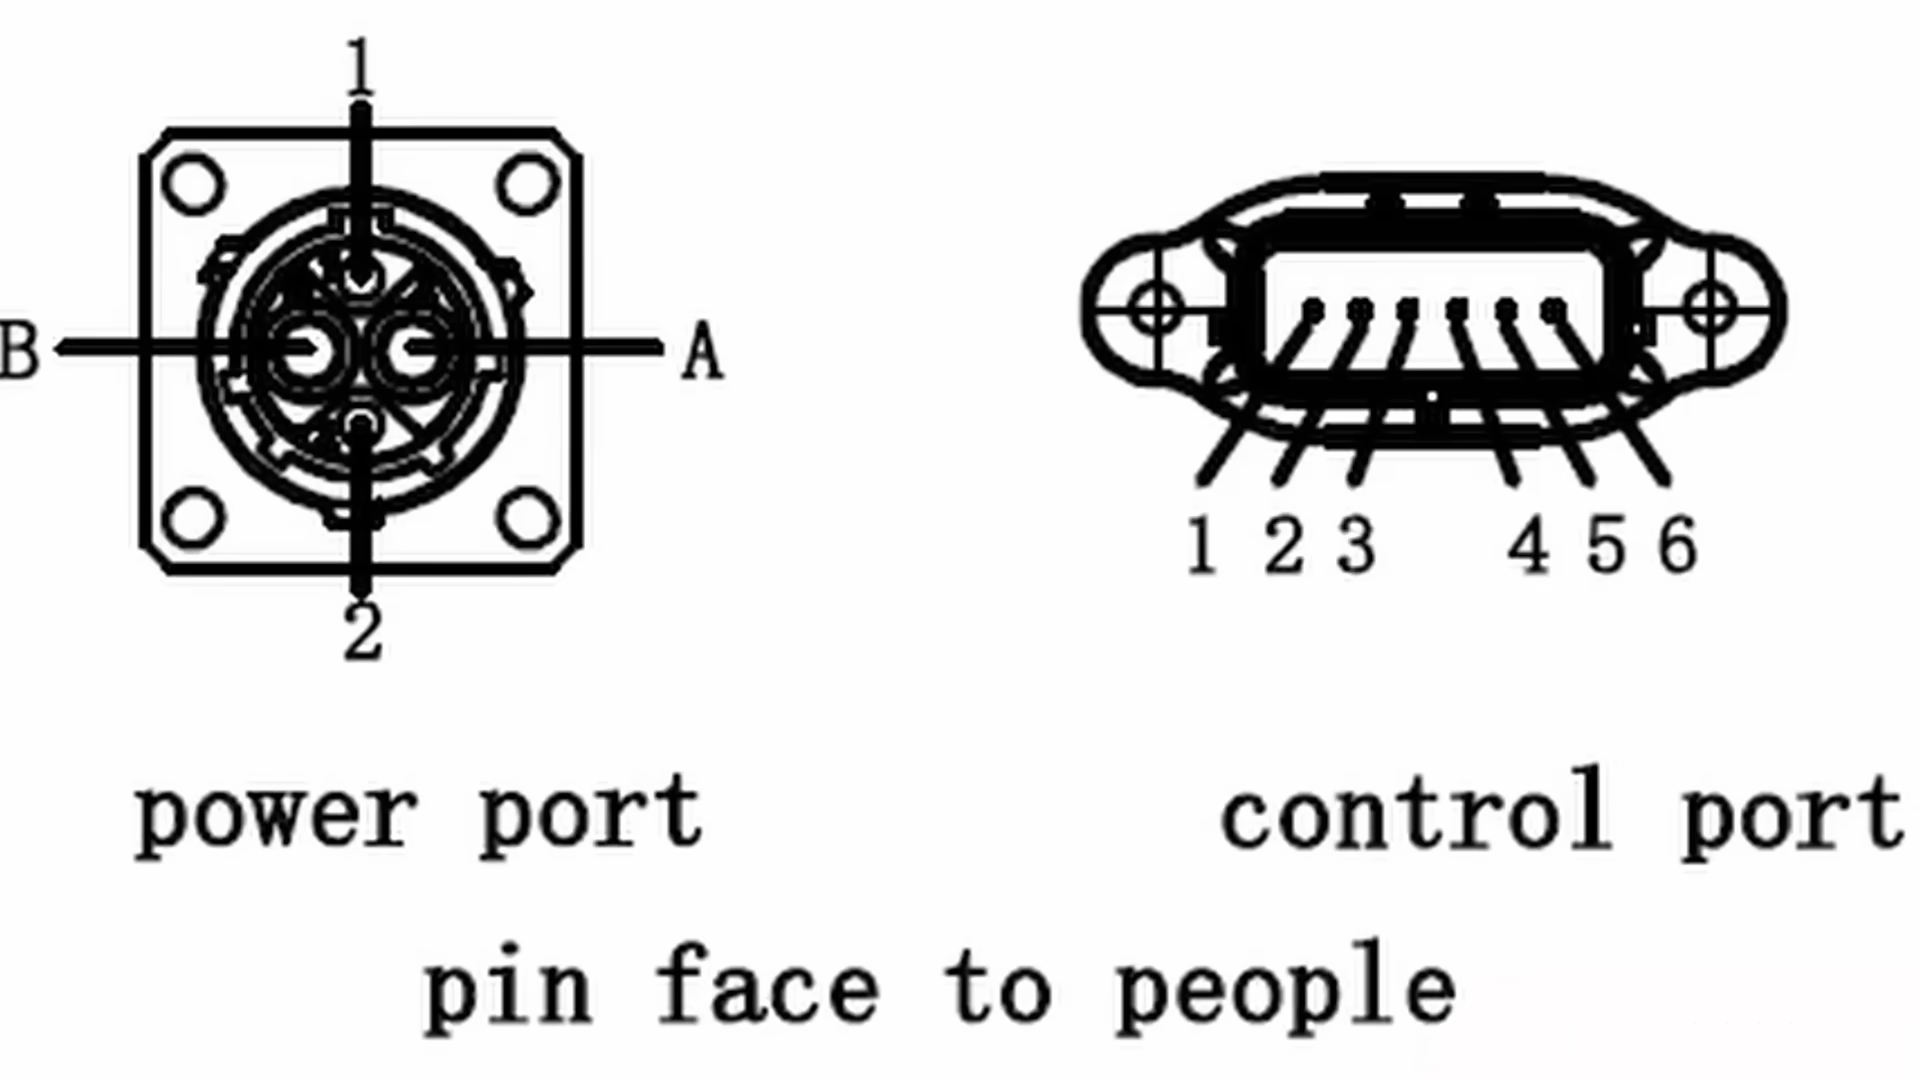 1
B A
2
1 2 3 4 5 6
power port control port
pin face to people